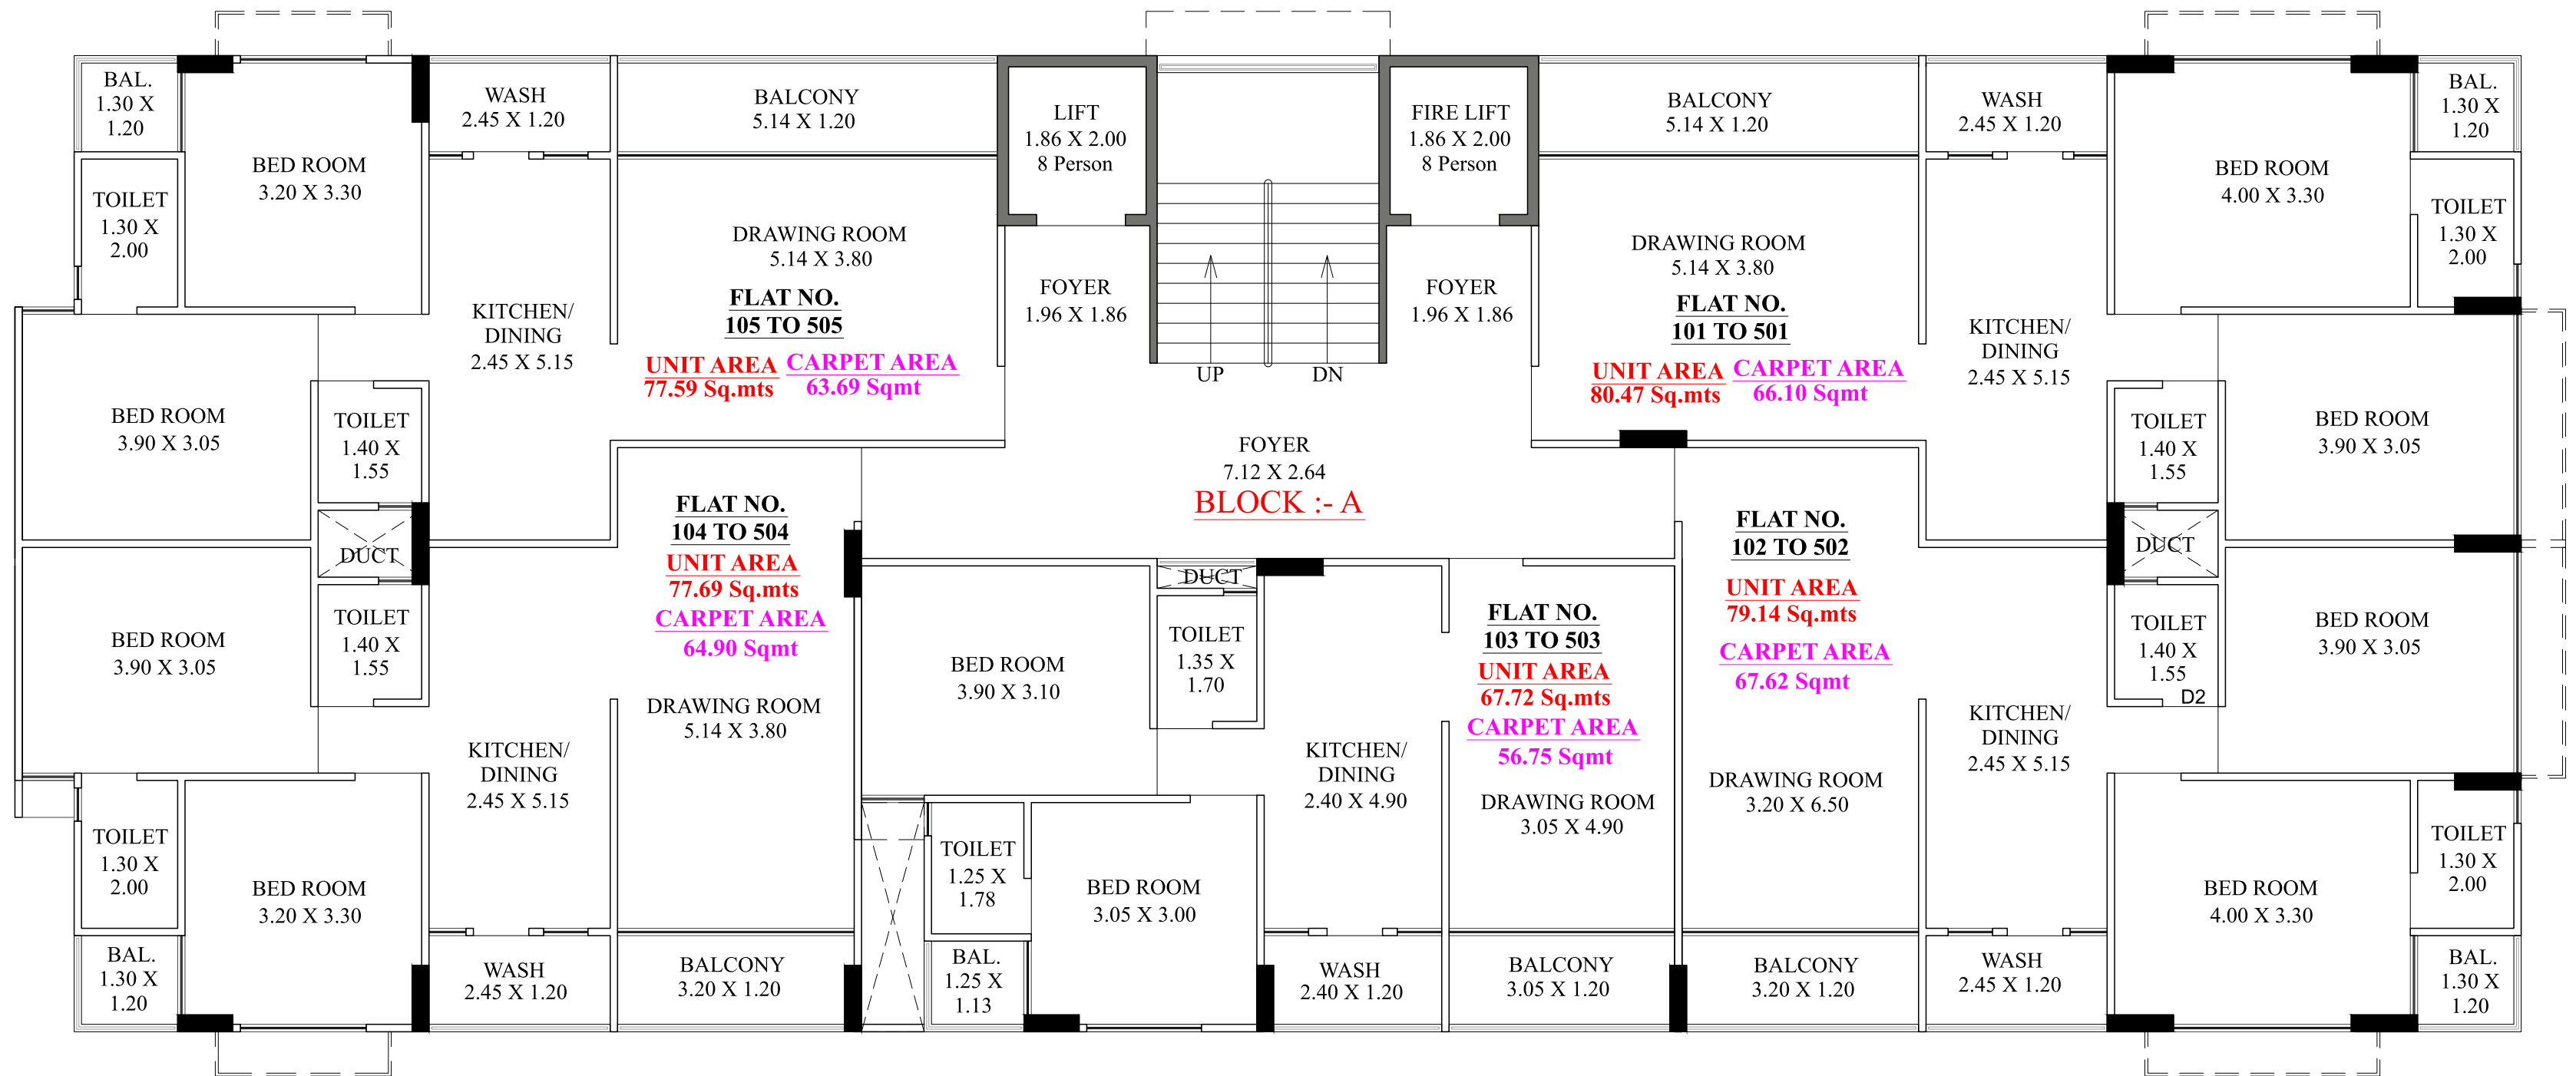 BAL.
1.30 X
1.20
BED ROOM
3.20 X 3.30
WASH
2.45 X 1.20
BALCONY
5.14 X 1.20
LIFT
1.86 X 2.00
8 Person
FIRE LIFT
1.86 X 2.00
8 Person
BALCONY
5.14 X 1.20
WASH
2.45 X 1.20
BED ROOM
4.00 X 3.30
BAL.
1.30 X
1.20
TOILET
1.30 X
2.00
KITCHEN/
DINING
2.45 X 5.15
DRAWING ROOM
5.14 X 3.80
FLAT NO.
105 TO 505
UNIT AREA
77.59 Sq.mts
CARPET AREA
63.69 Sqmt
FOYER
1.96 X 1.86
UP
DN
FOYER
1.96 X 1.86
DRAWING ROOM
5.14 X 3.80
FLAT NO.
101 TO 501
UNIT AREA
80.47 Sq.mts
CARPET AREA
66.10 Sqmt
KITCHEN/
DINING
2.45 X 5.15
TOILET
1.30 X
2.00
BED ROOM
3.90 X 3.05
TOILET
1.40 X
1.55
DUCT
FOYER
7.12 X 2.64
BLOCK :- A
TOILET
1.40 X
1.55
DUCT
BED ROOM
3.90 X 3.05
BED ROOM
3.90 X 3.05
TOILET
1.40 X
1.55
FLAT NO.
104 TO 504
UNIT AREA
77.69 Sq.mts
CARPET AREA
64.90 Sqmt
DRAWING ROOM
5.14 X 3.80
KITCHEN/
DINING
2.45 X 5.15
BED ROOM
3.90 X 3.10
DUCT
TOILET
1.35 X
1.70
KITCHEN/
DINING
2.40 X 4.90
FLAT NO.
103 TO 503
UNIT AREA
67.72 Sq.mts
CARPET AREA
56.75 Sqmt
DRAWING ROOM
3.05 X 4.90
FLAT NO.
102 TO 502
UNIT AREA
79.14 Sq.mts
CARPET AREA
67.62 Sqmt
DRAWING ROOM
3.20 X 6.50
KITCHEN/
DINING
2.45 X 5.15
TOILET
1.40 X
1.55
D2
BED ROOM
3.90 X 3.05
TOILET
1.30 X
2.00
BED ROOM
3.20 X 3.30
TOILET
1.25 X
1.78
BED ROOM
3.05 X 3.00
BED ROOM
4.00 X 3.30
TOILET
1.30 X
2.00
BAL.
1.30 X
1.20
WASH
2.45 X 1.20
BALCONY
3.20 X 1.20
BAL.
1.25 X
1.13
WASH
2.40 X 1.20
BALCONY
3.05 X 1.20
BALCONY
3.20 X 1.20
WASH
2.45 X 1.20
BAL.
1.30 X
1.20